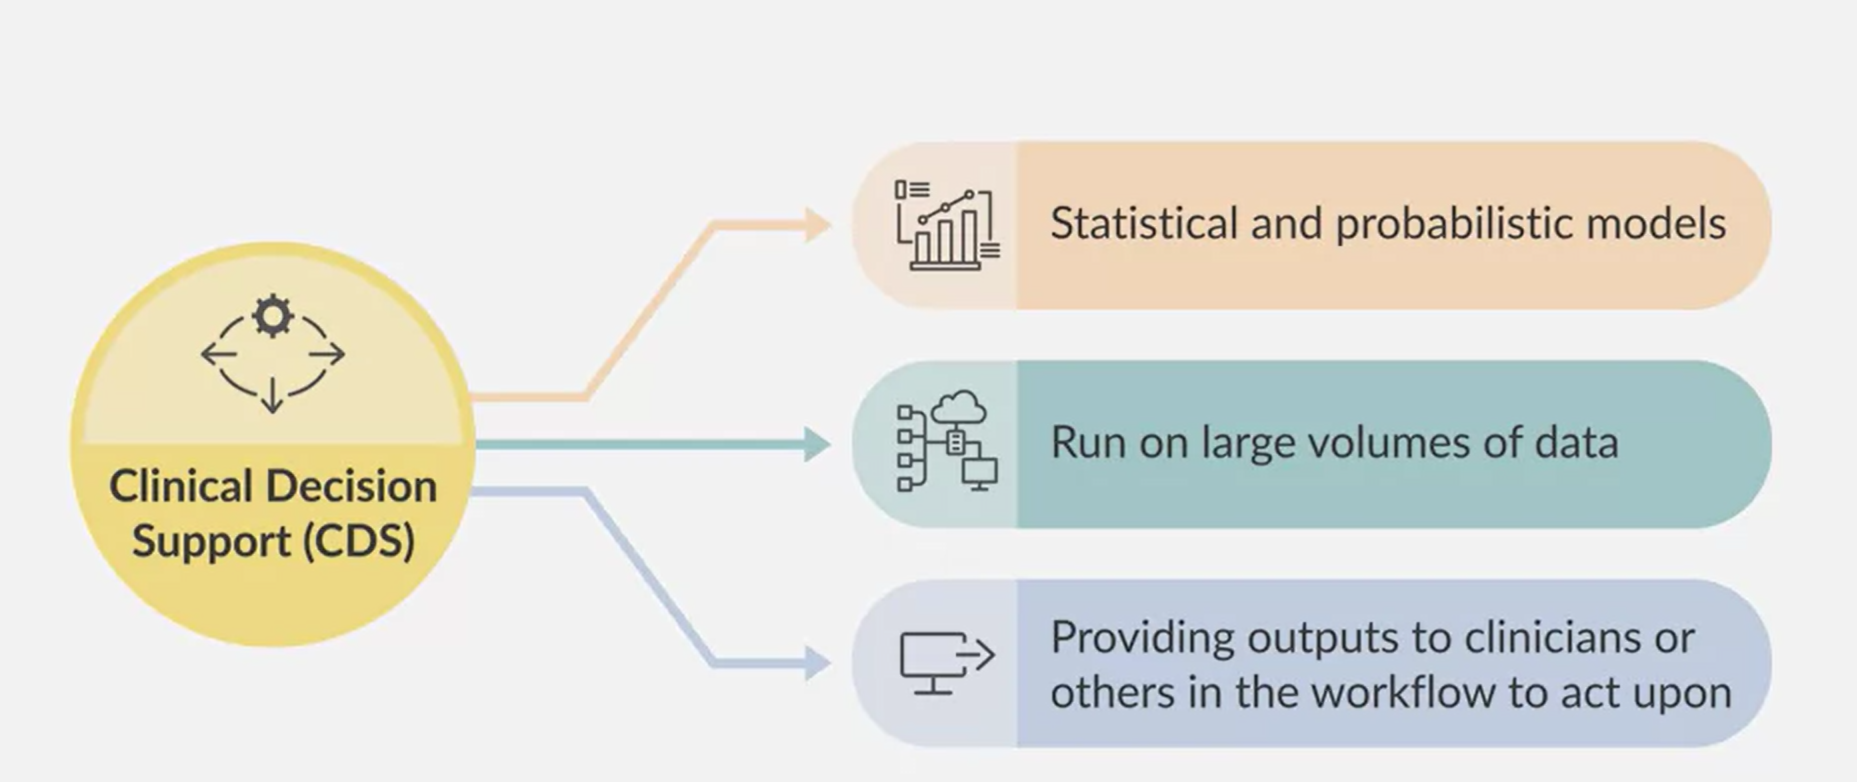 Clinical Decision
Support (CDS)
Statistical and probabilistic models
Run on large volumes of data
Providing outputs to clinicians or
others in the workflow to act upon